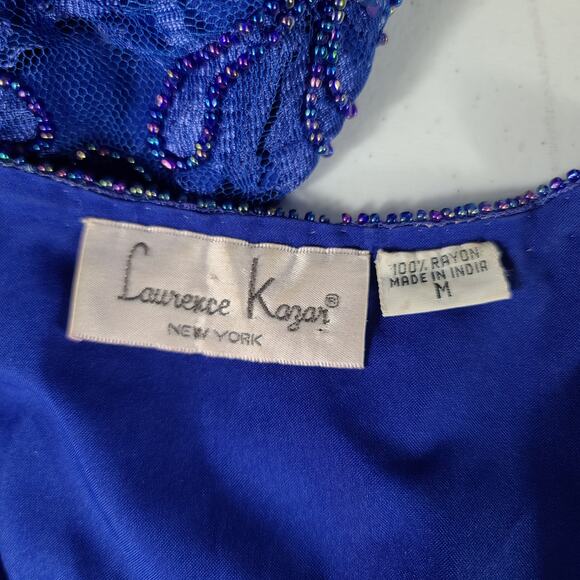 Laurence Kazar®
NEW YORK
100% RAYON
MADE IN INDIA
M